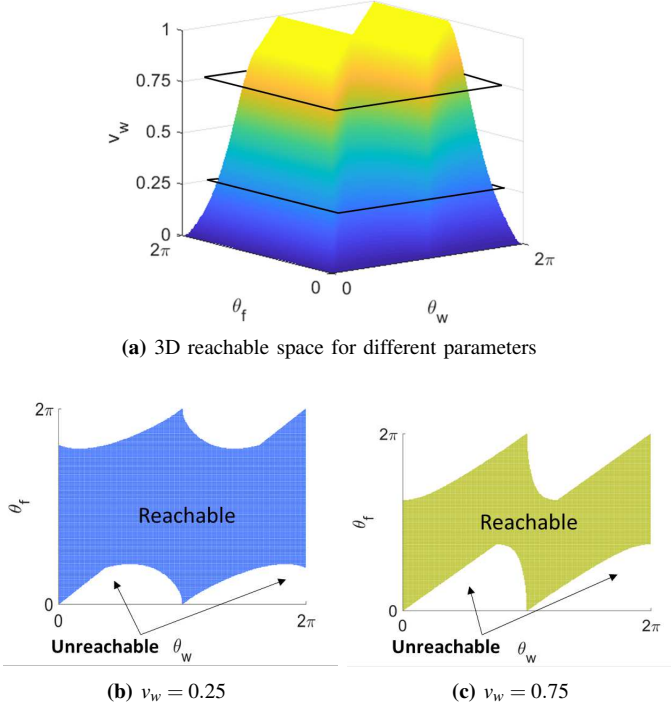 1
0.75
0.5
0.25
0
v_w
2π
θ_f
0
0
θ_w
2π
(a) 3D reachable space for different parameters
2π
θ_f
Reachable
0
0
2π
Unreachable θ_w
(b) v_w = 0.25
2π
θ_f
Reachable
0
0
2π
Unreachable θ_w
(c) v_w = 0.75